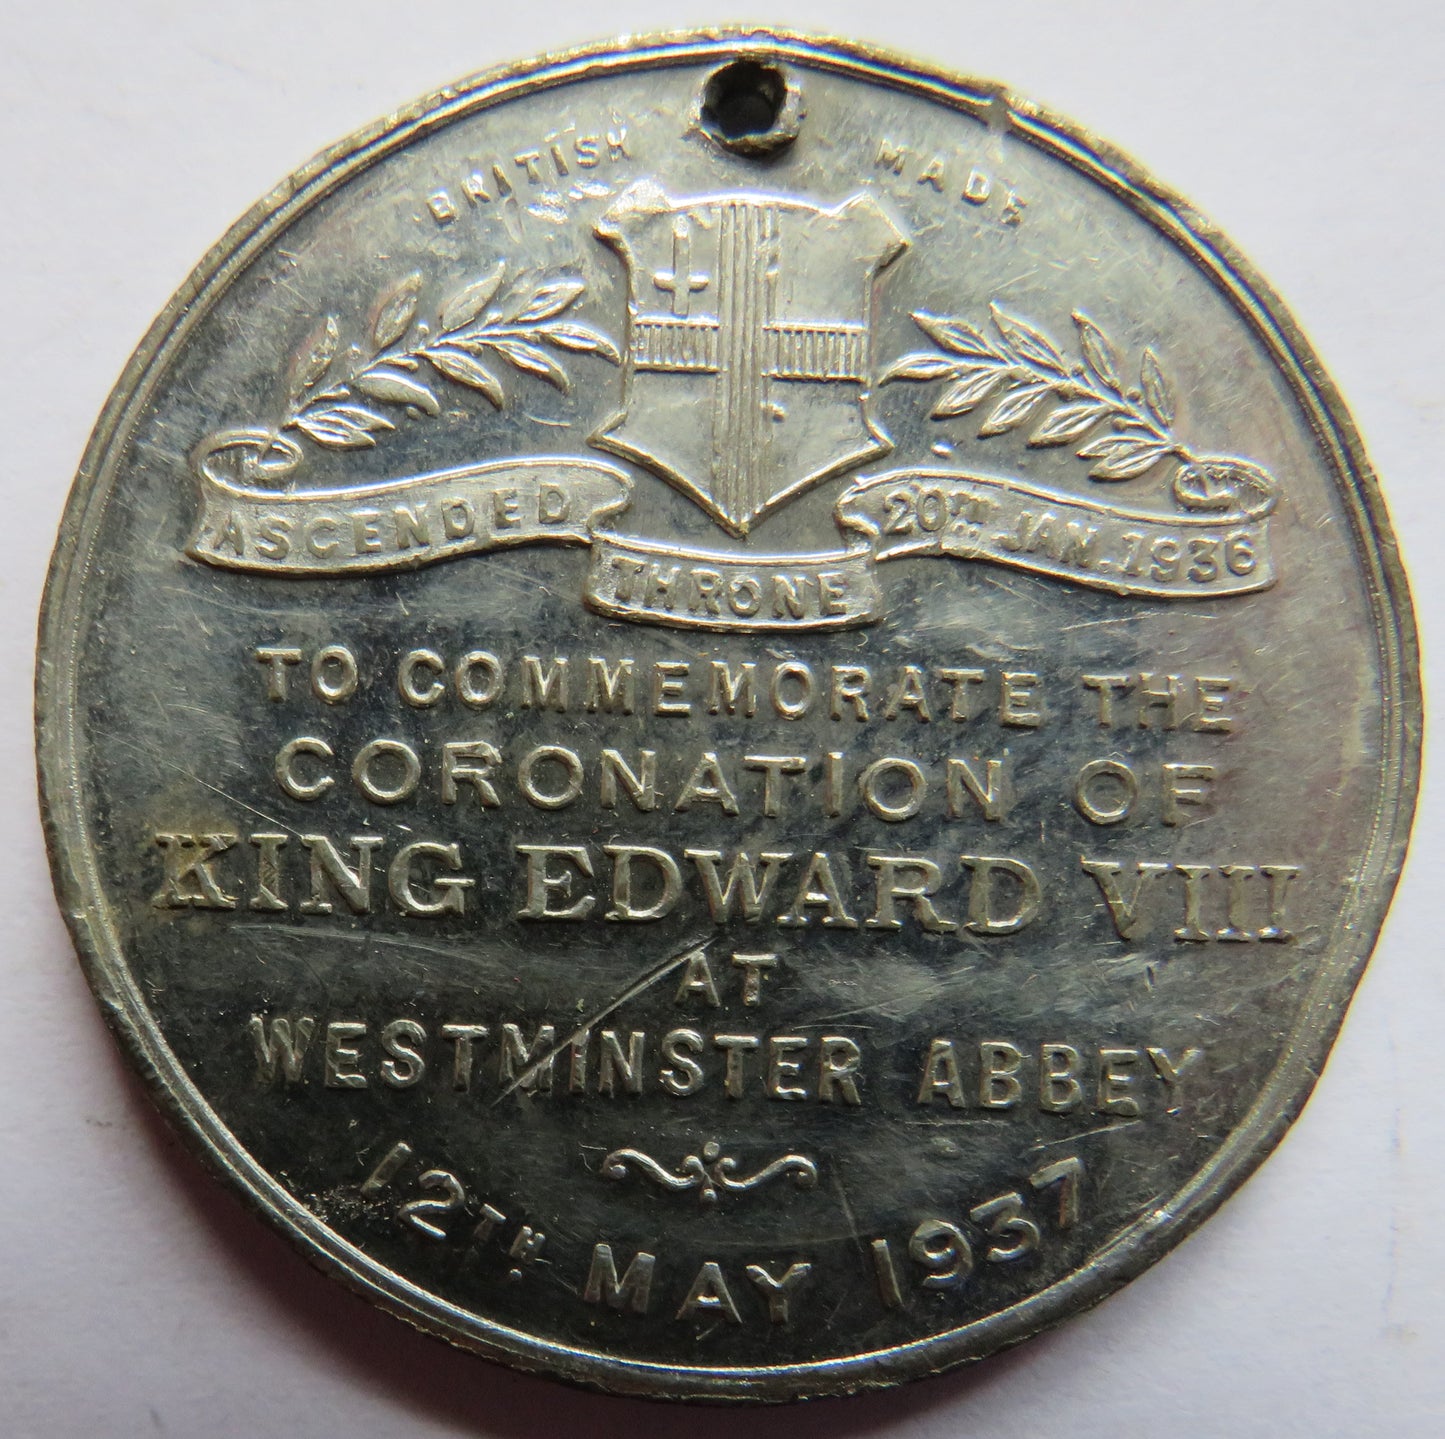 BRITISH MADE
ASCENDED THRONE 20TH JAN. 1936
TO COMMEMORATE THE
CORONATION OF
KING EDWARD VIII
AT
WESTMINSTER ABBEY
12TH MAY 1937